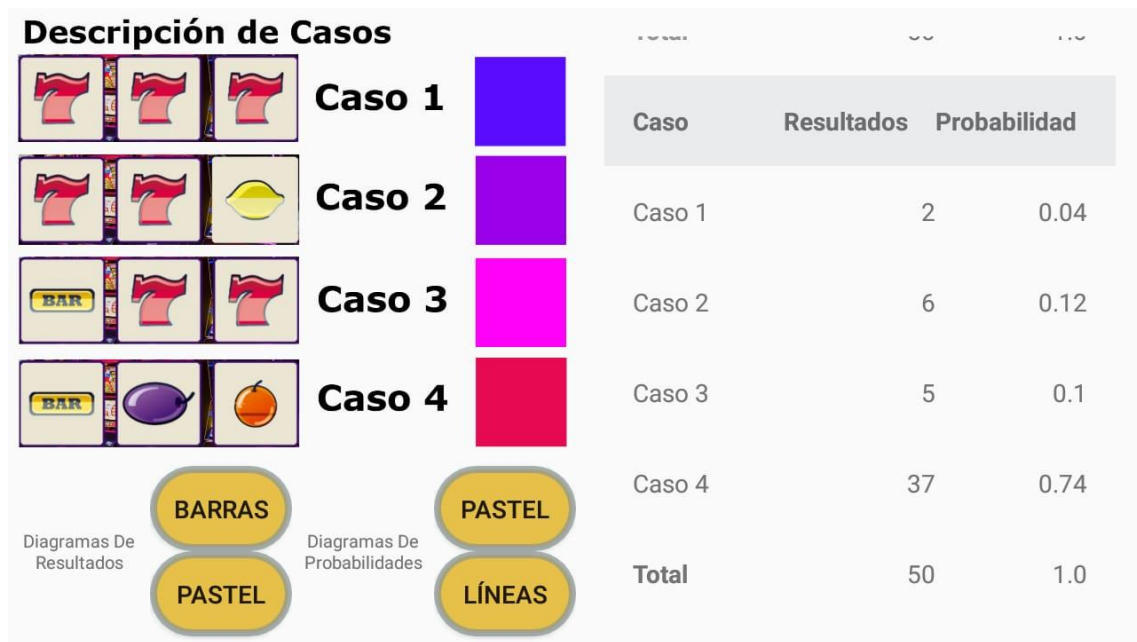 Descripción de Casos
Caso 1
Caso 2
BAR
Caso 3
BAR
Caso 4
Diagramas De
Resultados
BARRAS
PASTEL
Diagramas De
Probabilidades
PASTEL
LÍNEAS
Total
Caso Resultados Probabilidad
Caso 1 2 0.04
Caso 2 6 0.12
Caso 3 5 0.1
Caso 4 37 0.74
Total 50 1.0